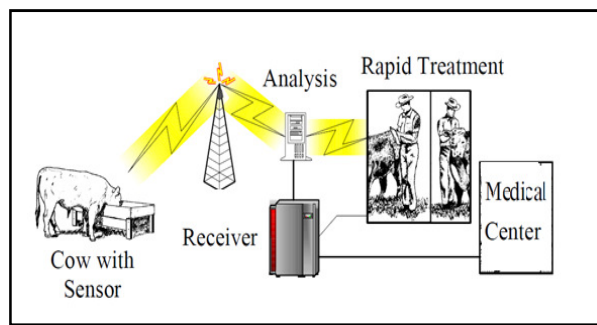 Analysis
Rapid Treatment
Cow with
Sensor
Receiver
Medical
Center